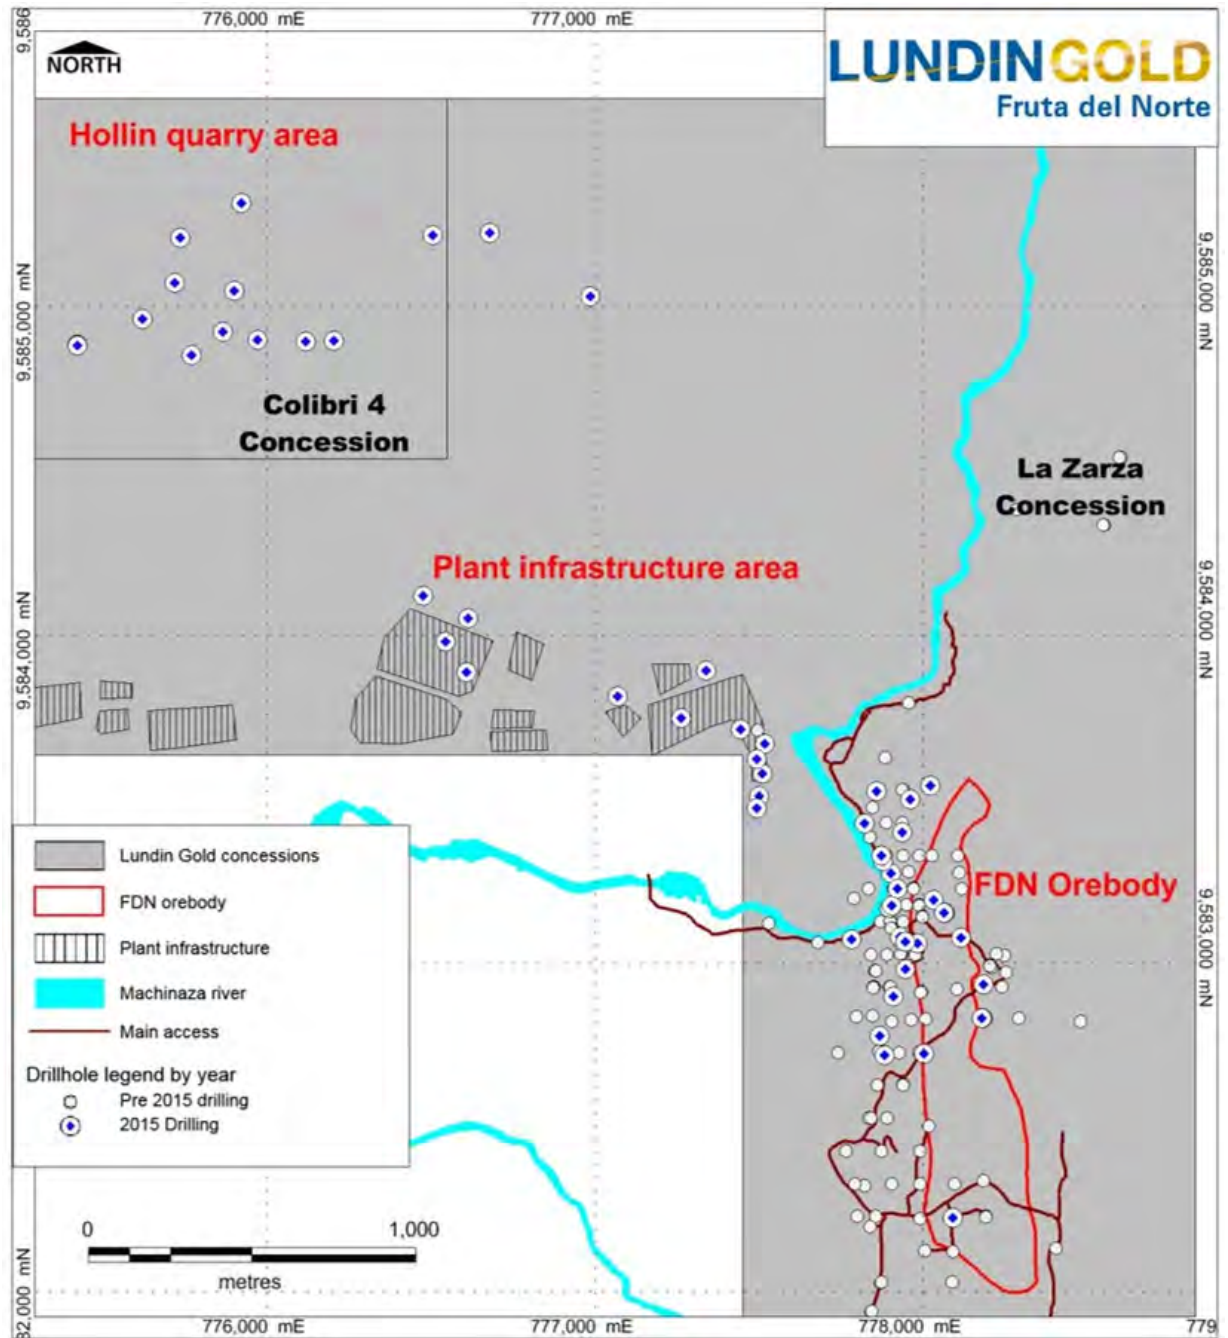 776,000 mE
777,000 mE
9,586
NORTH
LUNDINGOLD
Fruta del Norte
Hollin quarry area
9,585,000 mN
9,585,000 mN
Colibri 4
Concession
La Zarza
Concession
Plant infrastructure area
9,584,000 mN
9,584,000 mN
FDN Orebody
9,583,000 mN
Lundin Gold concessions
FDN orebody
Plant infrastructure
Machinaza river
Main access
Drillhole legend by year
Pre 2015 drilling
2015 Drilling
0
1,000
metres
82,000 mN
776,000 mE
777,000 mE
778,000 mE
779